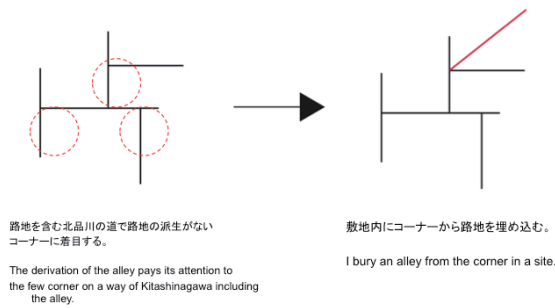 路地を含む北品川の道で路地の派生がない
コーナーに着目する。
The derivation of the alley pays its attention to
the few corner on a way of Kitashinagawa including
the alley.
敷地内にコーナーから路地を埋め込む。
I bury an alley from the corner in a site.